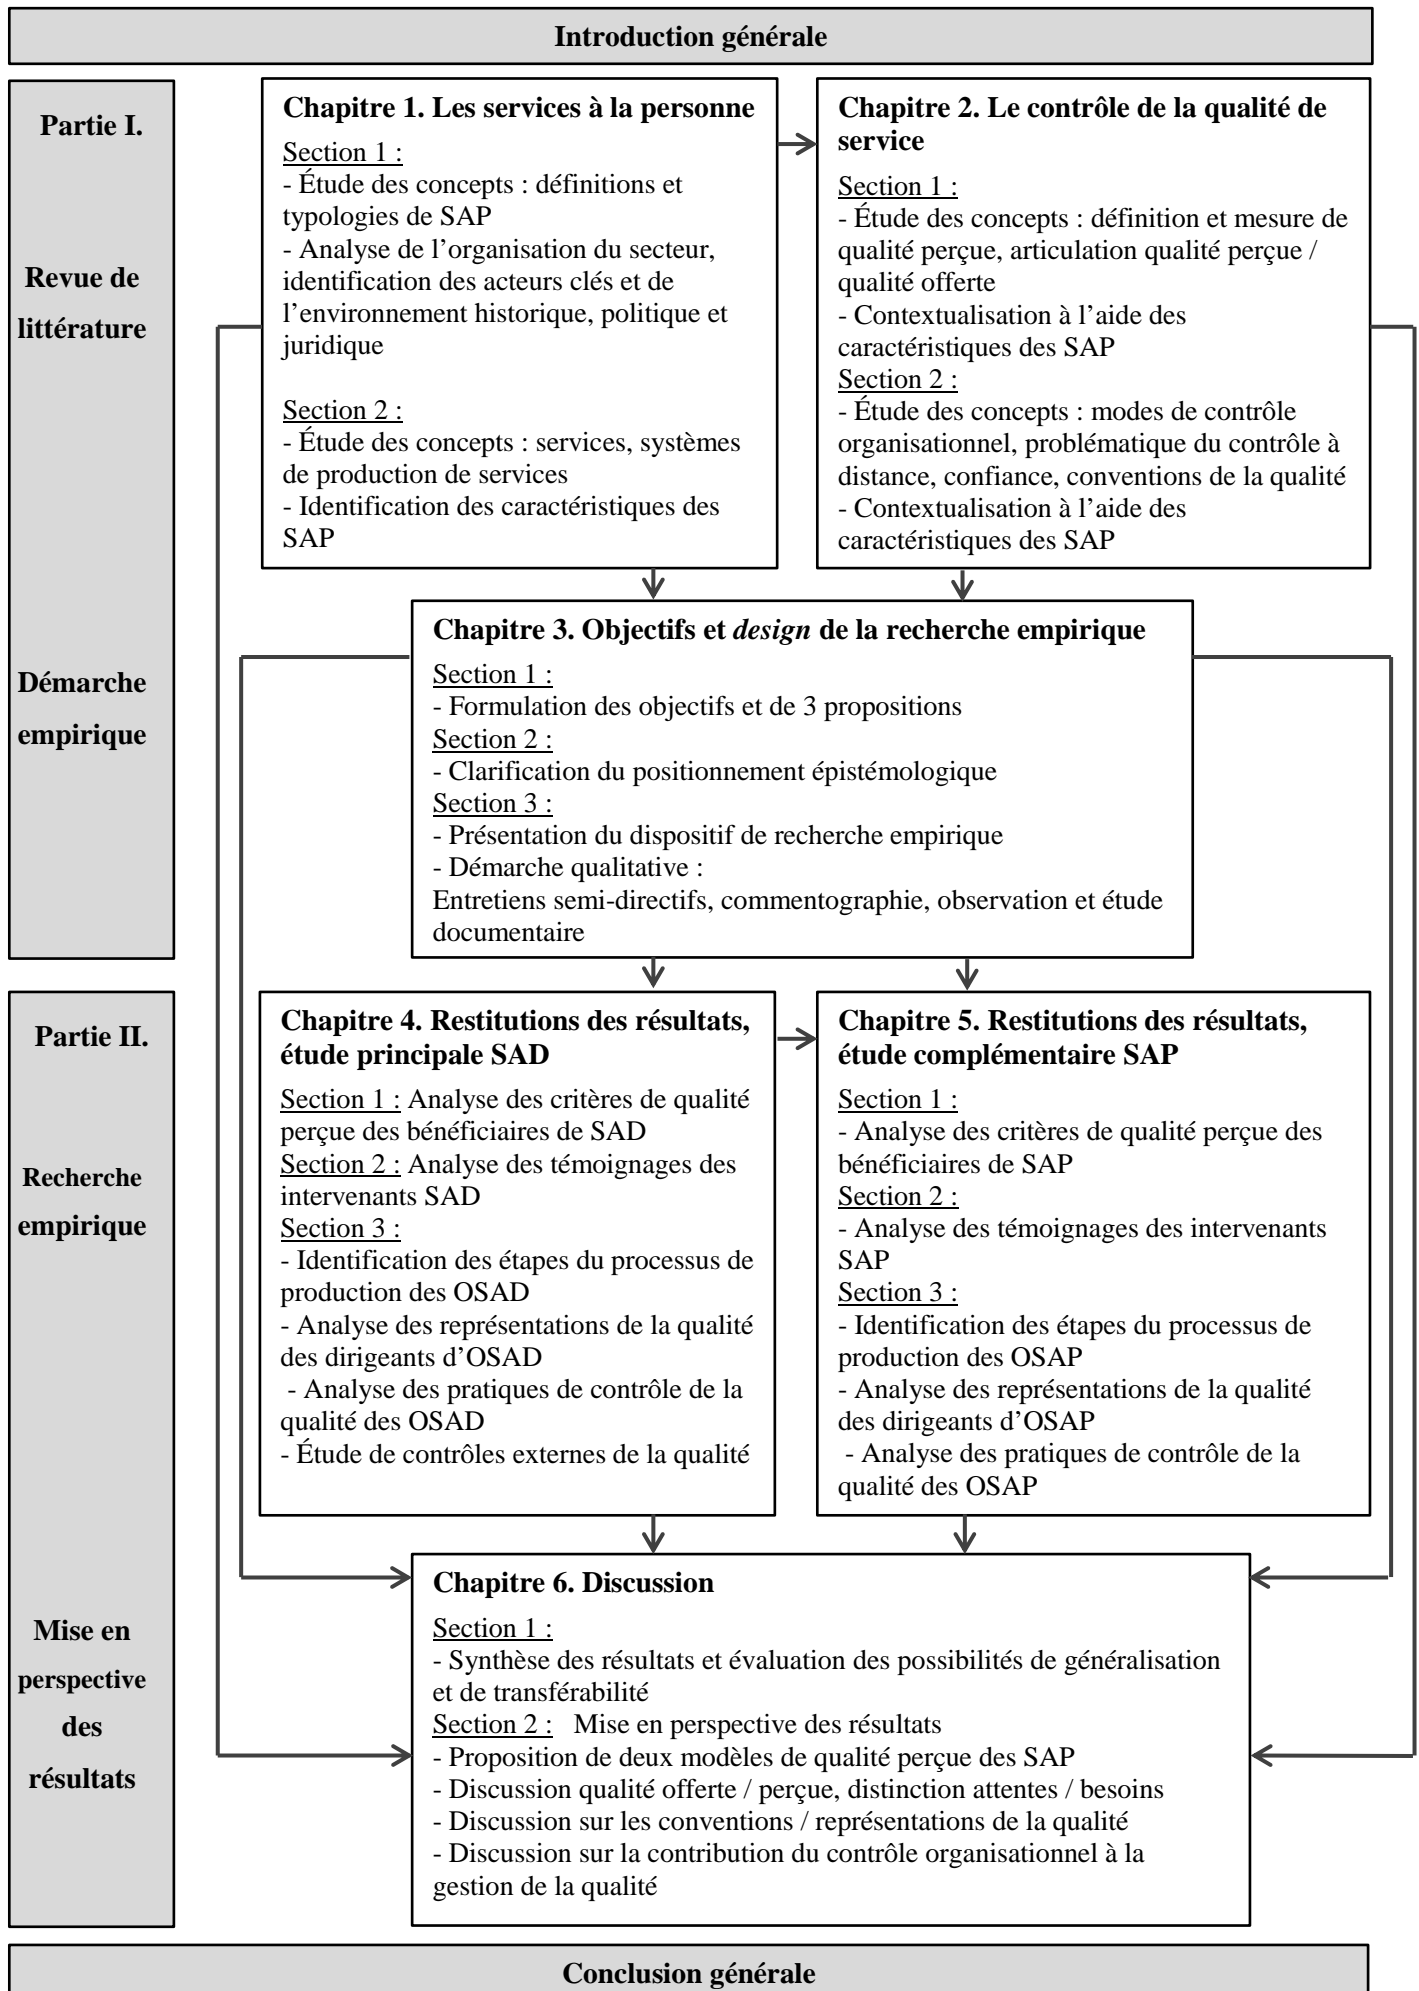 Introduction générale
Partie I.
Revue de
littérature
Démarche
empirique
Chapitre 1. Les services à la personne
Section 1 :
- Étude des concepts : définitions et
typologies de SAP
- Analyse de l’organisation du secteur,
identification des acteurs clés et de
l’environnement historique, politique et
juridique
Section 2 :
- Étude des concepts : services, systèmes
de production de services
- Identification des caractéristiques des
SAP
Chapitre 2. Le contrôle de la qualité de
service
Section 1 :
- Étude des concepts : définition et mesure de
qualité perçue, articulation qualité perçue /
qualité offerte
- Contextualisation à l’aide des
caractéristiques des SAP
Section 2 :
- Étude des concepts : modes de contrôle
organisationnel, problématique du contrôle à
distance, confiance, conventions de la qualité
- Contextualisation à l’aide des
caractéristiques des SAP
Chapitre 3. Objectifs et design de la recherche empirique
Section 1 :
- Formulation des objectifs et de 3 propositions
Section 2 :
- Clarification du positionnement épistémologique
Section 3 :
- Présentation du dispositif de recherche empirique
- Démarche qualitative :
Entretiens semi-directifs, commentographie, observation et étude
documentaire
Partie II.
Recherche
empirique
Mise en
perspective
des
résultats
Chapitre 4. Restitutions des résultats,
étude principale SAD
Section 1 : Analyse des critères de qualité
perçue des bénéficiaires de SAD
Section 2 : Analyse des témoignages des
intervenants SAD
Section 3 :
- Identification des étapes du processus de
production des OSAD
- Analyse des représentations de la qualité
des dirigeants d’OSAD
- Analyse des pratiques de contrôle de la
qualité des OSAD
- Étude de contrôles externes de la qualité
Chapitre 5. Restitutions des résultats,
étude complémentaire SAP
Section 1 :
- Analyse des critères de qualité perçue des
bénéficiaires de SAP
Section 2 :
- Analyse des témoignages des intervenants
SAP
Section 3 :
- Identification des étapes du processus de
production des OSAP
- Analyse des représentations de la qualité
des dirigeants d’OSAP
- Analyse des pratiques de contrôle de la
qualité des OSAP
Chapitre 6. Discussion
Section 1 :
- Synthèse des résultats et évaluation des possibilités de généralisation
et de transférabilité
Section 2 : Mise en perspective des résultats
- Proposition de deux modèles de qualité perçue des SAP
- Discussion qualité offerte / perçue, distinction attentes / besoins
- Discussion sur les conventions / représentations de la qualité
- Discussion sur la contribution du contrôle organisationnel à la
gestion de la qualité
Conclusion générale